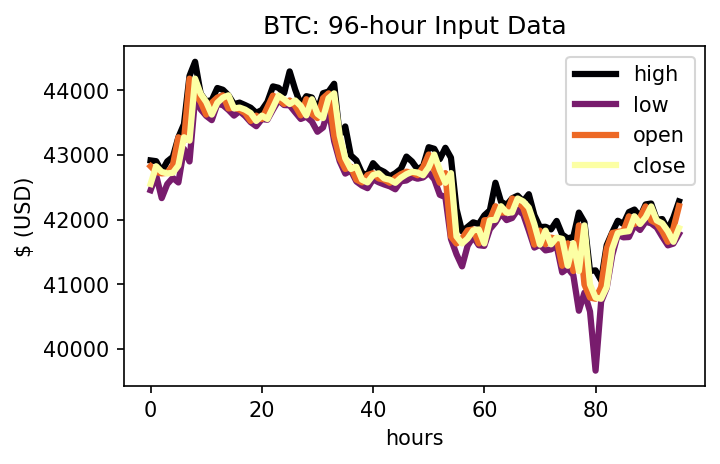 BTC: 96-hour Input Data
high
low
open
close
$ (USD)
44000
43000
42000
41000
40000
0
20
40
60
80
hours